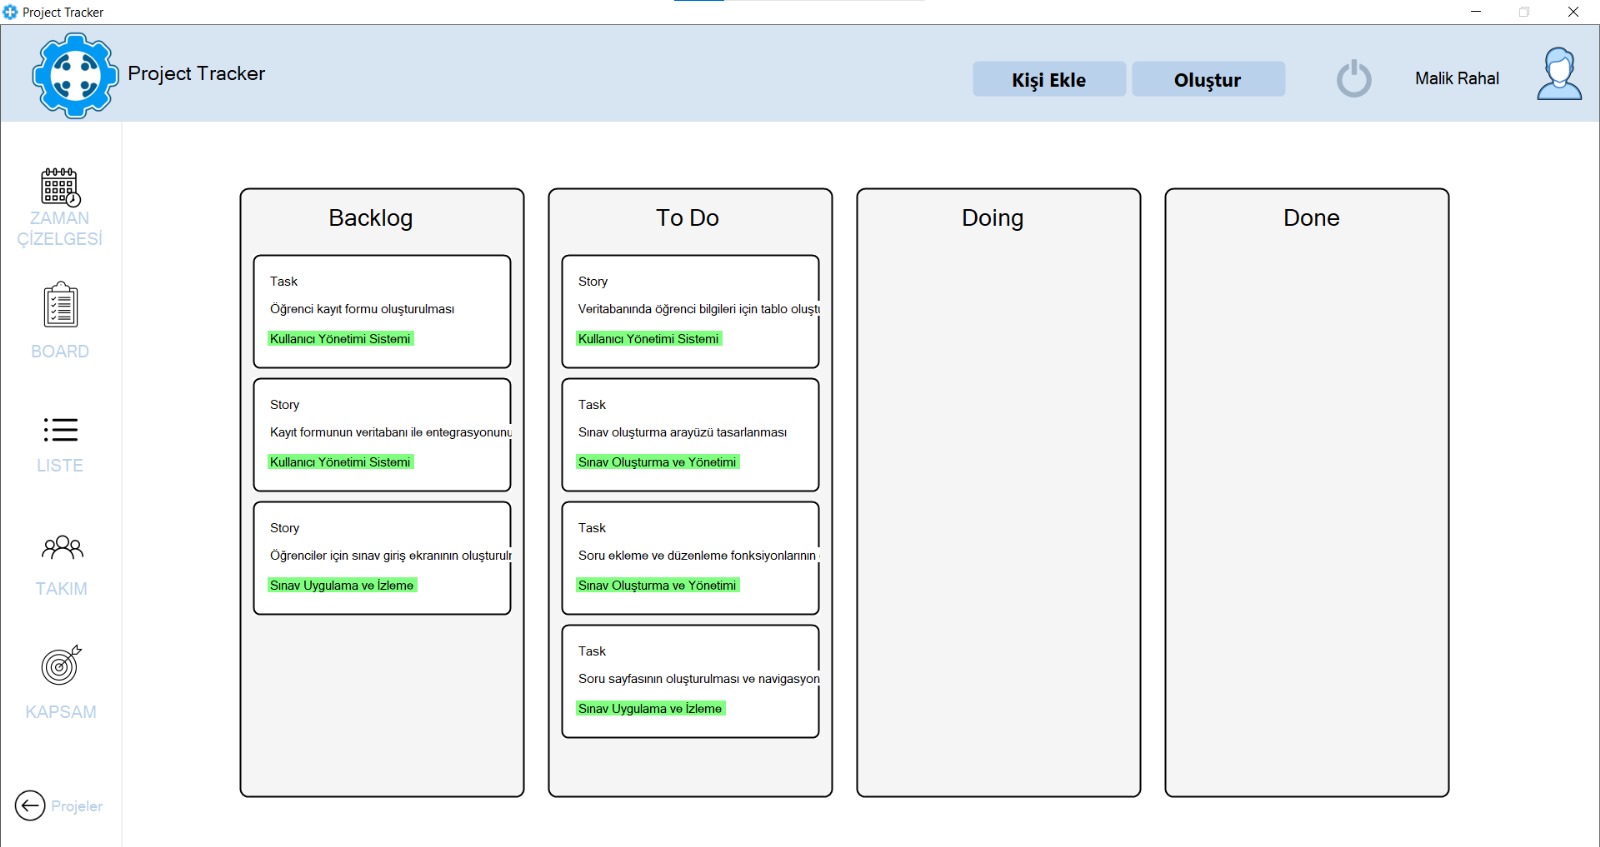 Project Tracker
Project Tracker
Kişi Ekle
Oluştur
Malik Rahal
ZAMAN
ÇİZELGESİ
BOARD
LISTE
TAKIM
KAPSAM
Projeler
Backlog
Task
Öğrenci kayıt formu oluşturulması
Kullanıcı Yönetimi Sistemi
Story
Kayıt formunun veritabanı ile entegrasyonunu
Kullanıcı Yönetimi Sistemi
Story
Öğrenciler için sınav giriş ekranının
Sınav Uygulama ve İzleme
To Do
Story
Veritabanında öğrenci bilgileri için tablo
Kullanıcı Yönetimi Sistemi
Task
Sınav oluşturma arayüzü tasarlanması
Sınav Oluşturma ve Yönetimi
Task
Soru ekleme ve düzenleme fonksiyonlarının
Sınav Oluşturma ve Yönetimi
Task
Soru sayfasının oluşturulması ve navigasyon
Sınav Uygulama ve İzleme
Doing
Done